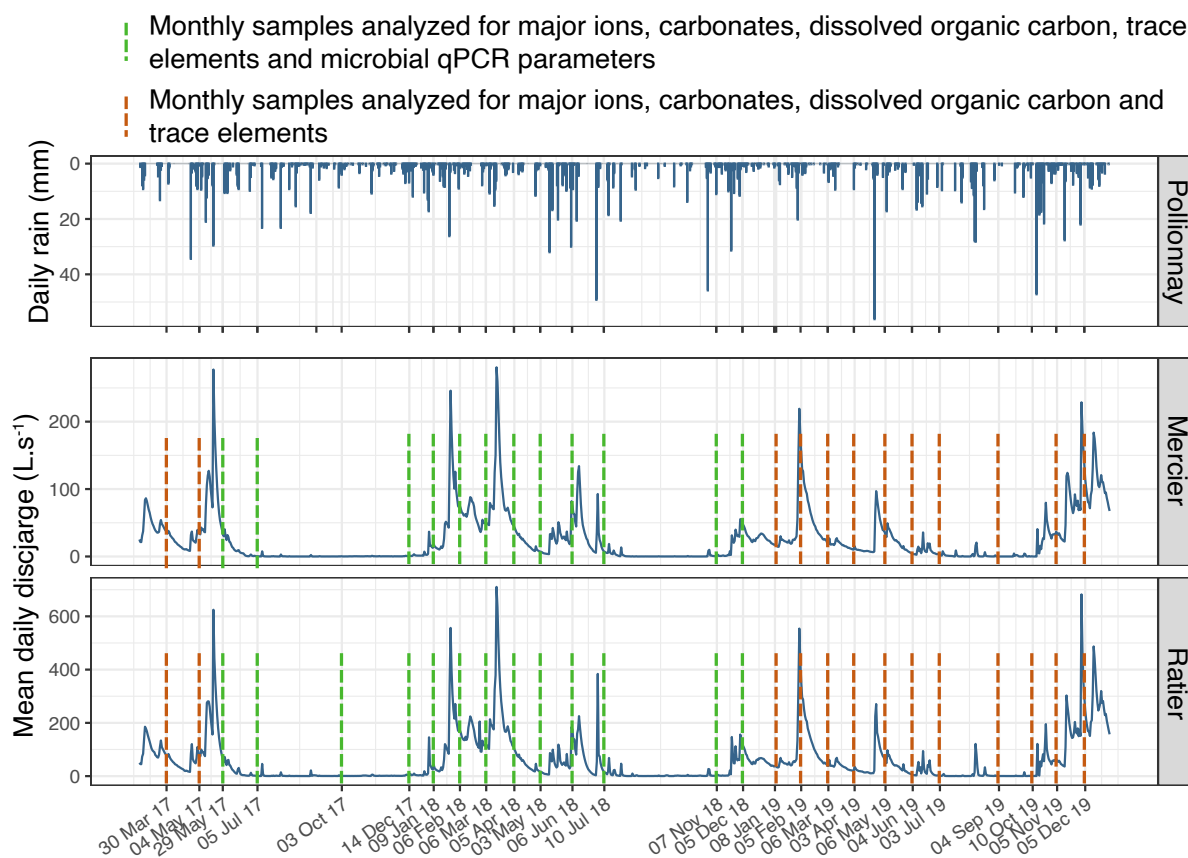 Monthly samples analyzed for major ions, carbonates, dissolved organic carbon, trace
elements and microbial qPCR parameters
Monthly samples analyzed for major ions, carbonates, dissolved organic carbon and
trace elements
Daily rain (mm)
0
20
40
Pollionnay
Mean daily discjarge (L.s⁻¹)
200
100
0
Mercier
600
400
200
0
Ratier
30 Mar 17
04 May 17
29 May 17
05 Jul 17
03 Oct 17
14 Dec 17
09 Jan 18
06 Feb 18
06 Mar 18
05 Apr 18
03 May 18
06 Jun 18
10 Jul 18
07 Nov 18
05 Dec 18
08 Jan 19
05 Feb 19
06 Mar 19
03 Apr 19
06 May 19
04 Jun 19
03 Jul 19
04 Sep 19
10 Oct 19
05 Nov 19
05 Dec 19